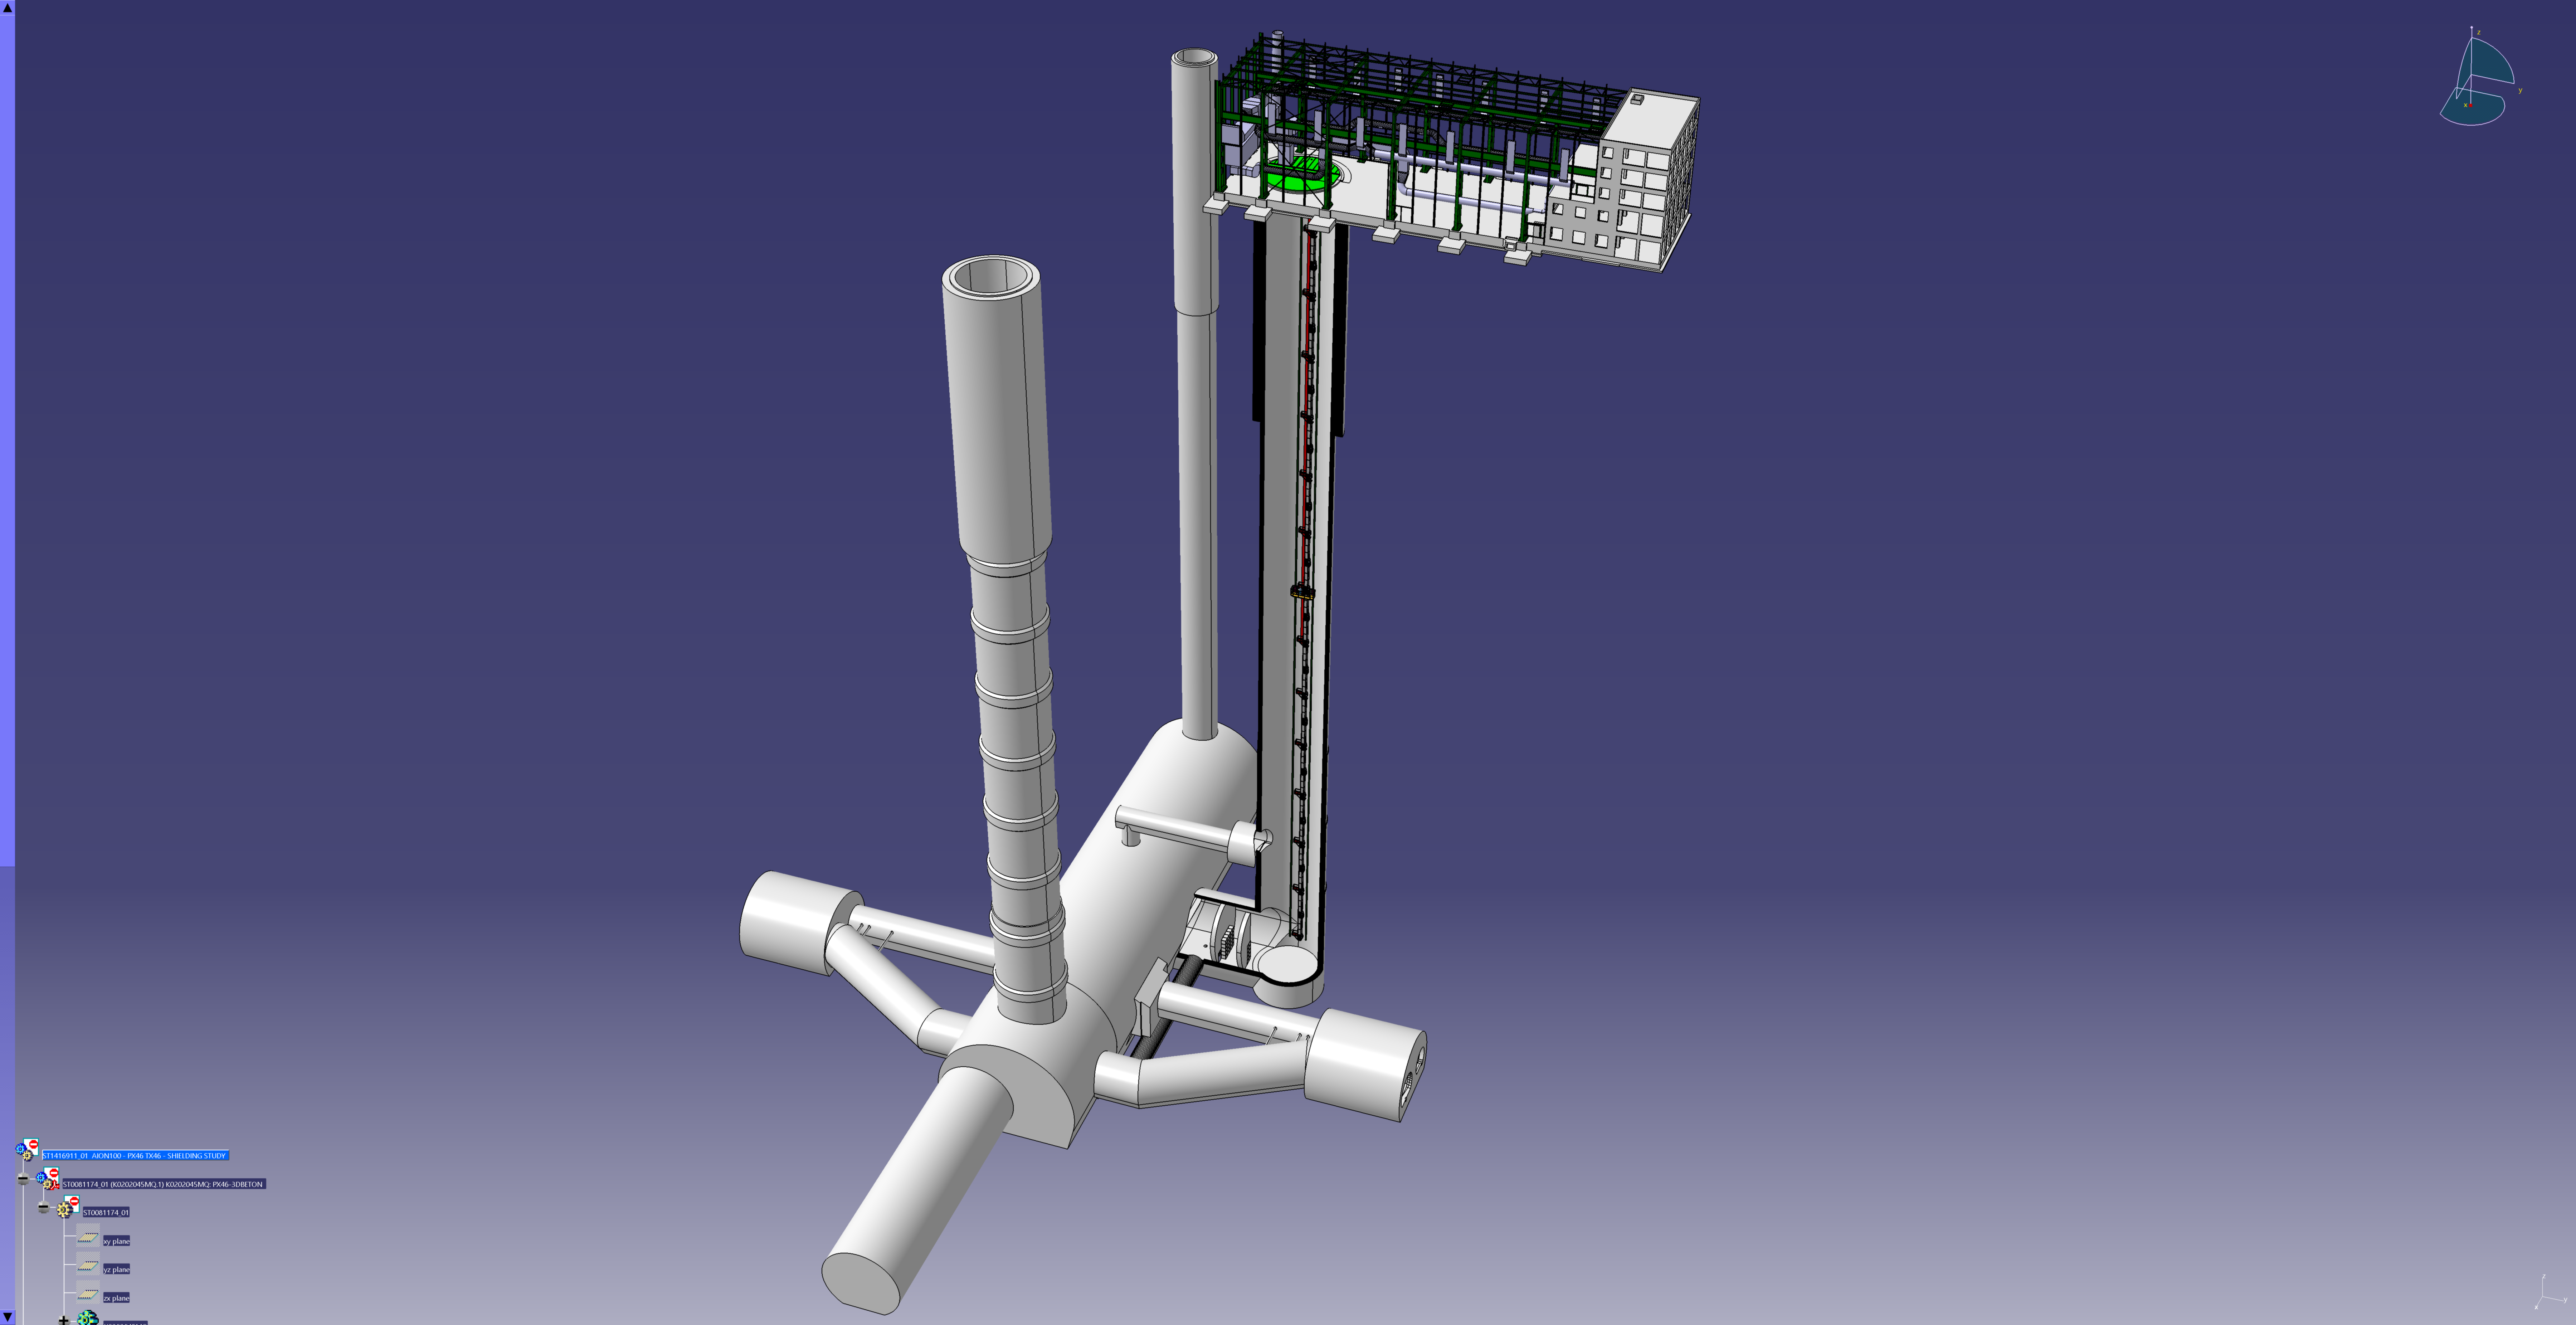 z
y
x
ST1416911_01 AION100 - PX46 TX46 - SHIELDING STUDY
ST0081174_01 (K0202045MQ.1) K0202045MQ: PX46-3DBETON
ST0081174_01
xy plane
yz plane
zx plane
z
y
x